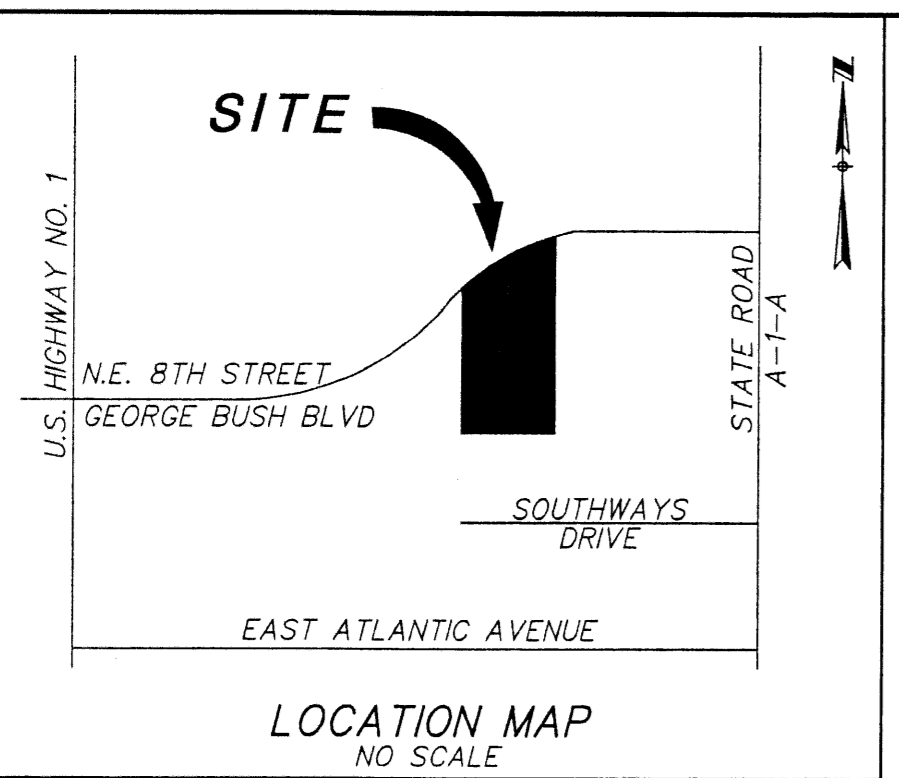 N
SITE
U.S. HIGHWAY NO. 1
N.E. 8TH STREET
GEORGE BUSH BLVD
STATE ROAD
A-1-A
SOUTHWAYS
DRIVE
EAST ATLANTIC AVENUE
LOCATION MAP
NO SCALE